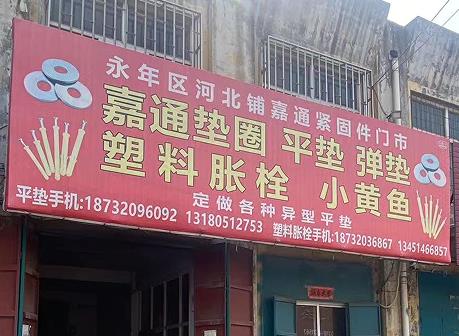 永年区河北铺嘉通紧固件门市
嘉通垫圈 平垫 弹垫
塑料胀栓 小黄鱼
定做各种异型平垫
平垫手机:18732096092 13180512753 塑料胀栓手机:18732036867 13451466857